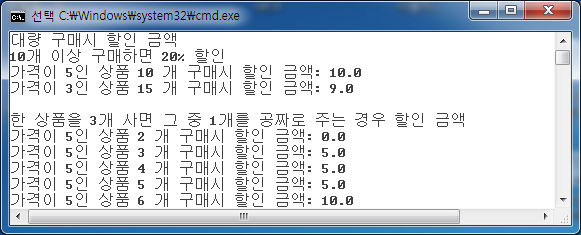 선택 C:₩Windows₩system32₩cmd.exe
대량 구매시 할인 금액
10개 이상 구매하면 20% 할인
가격이 5인 상품 10 개 구매시 할인 금액: 10.0
가격이 3인 상품 15 개 구매시 할인 금액: 9.0
한 상품을 3개 사면 그 중 1개를 공짜로 주는 경우 할인 금액
가격이 5인 상품 2 개 구매시 할인 금액: 0.0
가격이 5인 상품 3 개 구매시 할인 금액: 5.0
가격이 5인 상품 4 개 구매시 할인 금액: 5.0
가격이 5인 상품 5 개 구매시 할인 금액: 5.0
가격이 5인 상품 6 개 구매시 할인 금액: 10.0